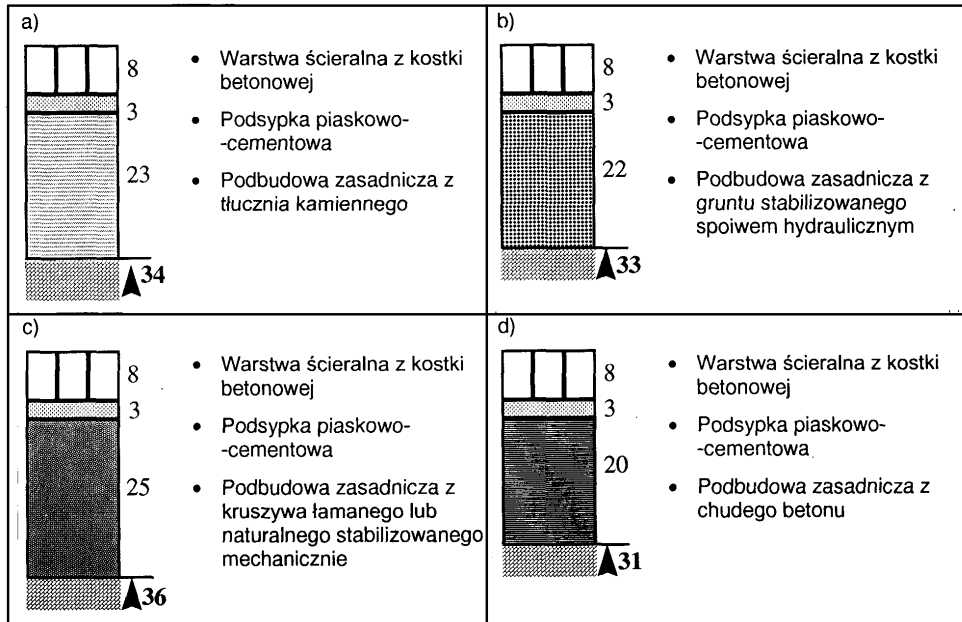 a)
8
3
23
34
• Warstwa ścieralna z kostki
betonowej
• Podsypka piaskowo-
-cementowa
• Podbudowa zasadnicza z
tłucznia kamiennego
b)
8
3
22
33
• Warstwa ścieralna z kostki
betonowej
• Podsypka piaskowo-
-cementowa
• Podbudowa zasadnicza z
gruntu stabilizowanego
spoiwem hydraulicznym
c)
8
3
25
36
• Warstwa ścieralna z kostki
betonowej
• Podsypka piaskowo-
-cementowa
• Podbudowa zasadnicza z
kruszywa łamanego lub
naturalnego stabilizowanego
mechanicznie
d)
8
3
20
31
• Warstwa ścieralna z kostki
betonowej
• Podsypka piaskowo-
-cementowa
• Podbudowa zasadnicza z
chudego betonu